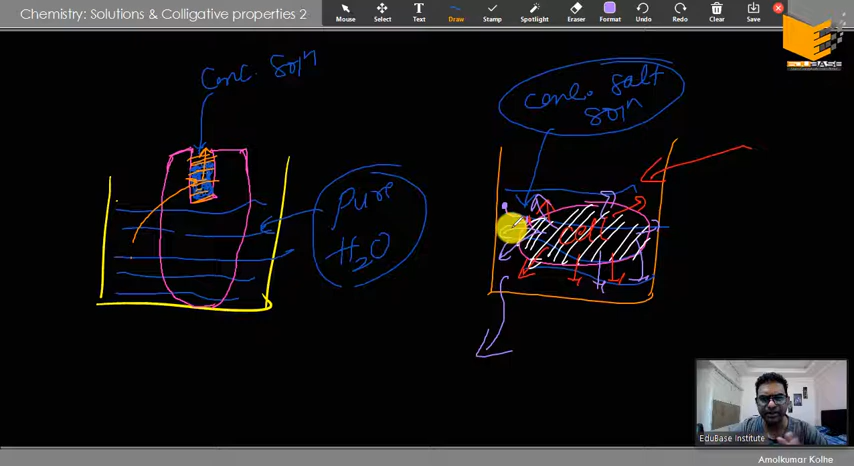 Chemistry: Solutions & Colligative properties 2
Mouse Select Text Draw Stamp Spotlight Eraser Format Undo Redo Clear Save
EDUBASE
Conc. Soln
Conc. Salt
Soln
Pure
H2O
Cell
EduBase Institute
Amolkumar Kolhe